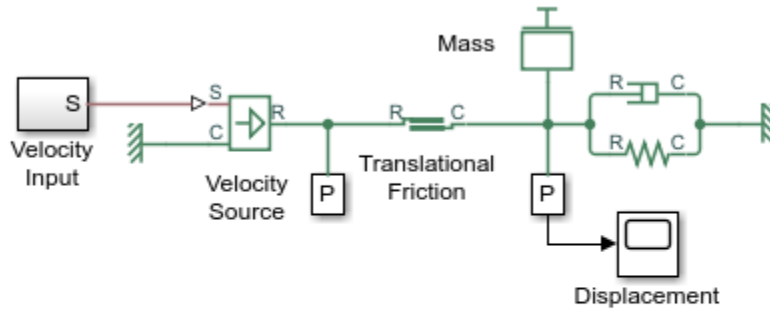 Mass
S
S
R
C
R
C
R
C
R
C
Velocity
Input
Velocity
Source
P
Translational
Friction
P
Displacement